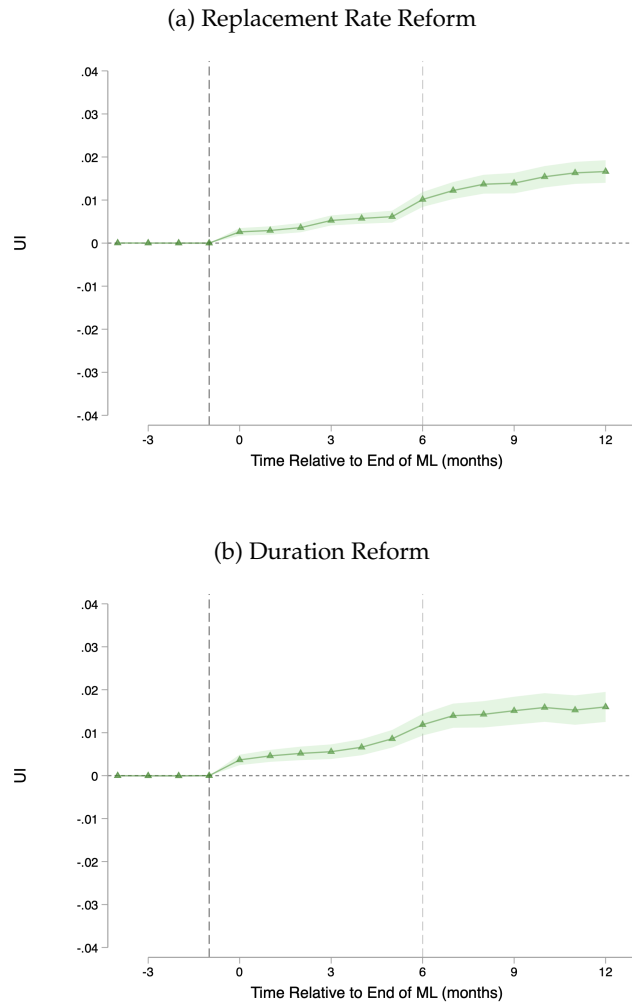 (a) Replacement Rate Reform
.04
.03
.02
.01
0
-.01
-.02
-.03
-.04
UI
-3 0 3 6 9 12
Time Relative to End of ML (months)
(b) Duration Reform
.04
.03
.02
.01
0
-.01
-.02
-.03
-.04
UI
-3 0 3 6 9 12
Time Relative to End of ML (months)